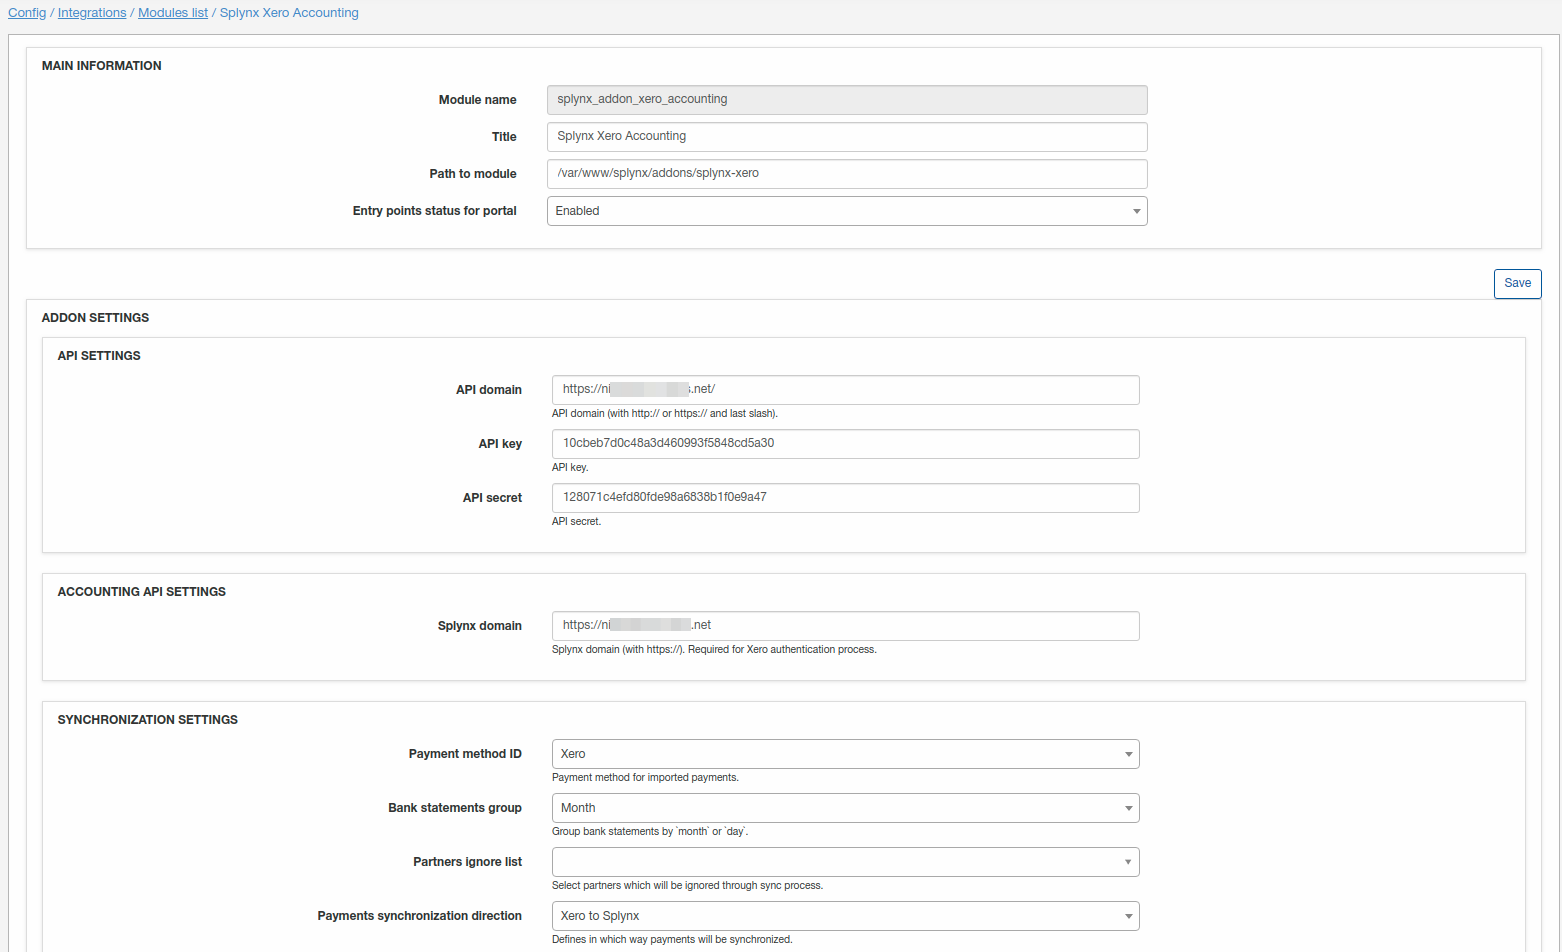 Config / Integrations / Modules list / Splynx Xero Accounting
MAIN INFORMATION
Module name splynx_addon_xero_accounting
Title Splynx Xero Accounting
Path to module /var/www/splynx/addons/splynx-xero
Entry points status for portal Enabled
Save
ADDON SETTINGS
API SETTINGS
API domain https://ni s.net/
API domain (with http:// or https:// and last slash).
API key 10cbeb7d0c48a3d460993f5848cd5a30
API key.
API secret 128071c4efd80fde98a6838b1f0e9a47
API secret.
ACCOUNTING API SETTINGS
Splynx domain https://ni .net
Splynx domain (with https://). Required for Xero authentication process.
SYNCHRONIZATION SETTINGS
Payment method ID Xero
Payment method for imported payments.
Bank statements group Month
Group bank statements by `month` or `day`.
Partners ignore list
Select partners which will be ignored through sync process.
Payments synchronization direction Xero to Splynx
Defines in which way payments will be synchronized.